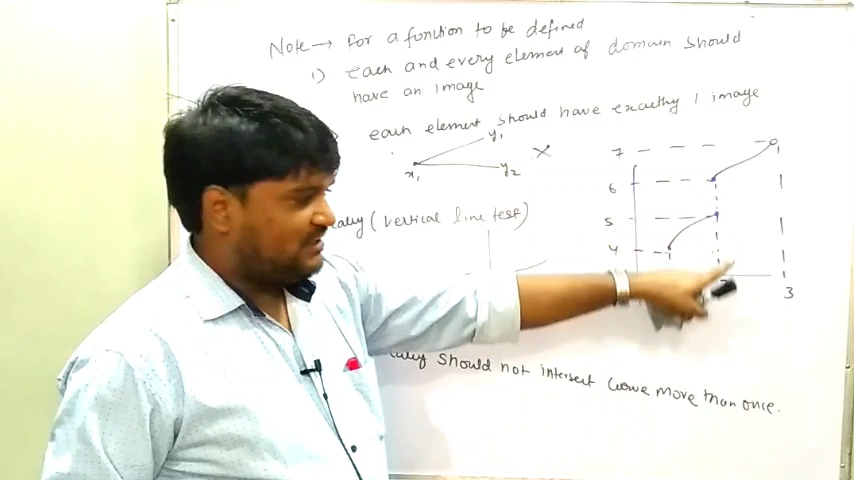 Note → For a function to be defined
1) each and every element of domain should
have an image
each element should have exactly 1 image
y1
x1
y2
7
6
5
4
3
(vertical line test)
should not intersect curve more than once.